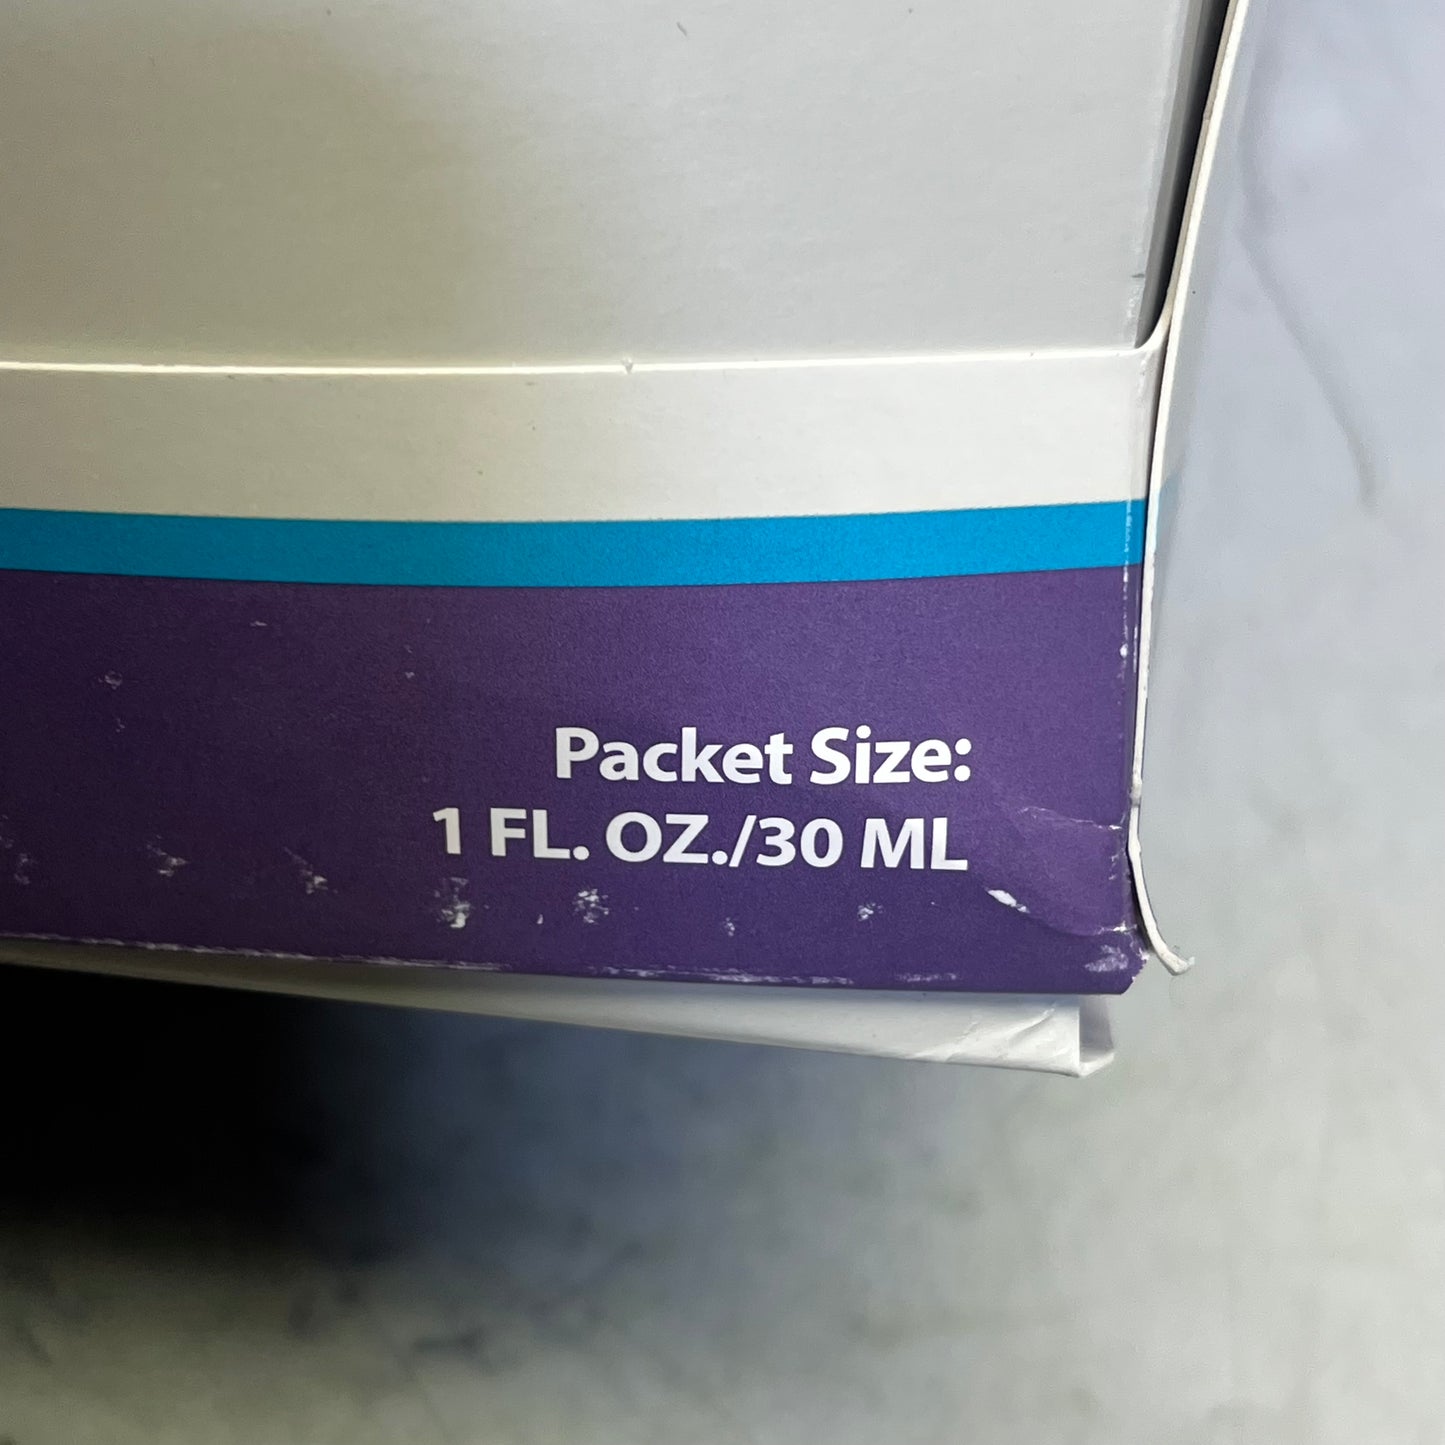 Packet Size:
1 FL. OZ./30 ML